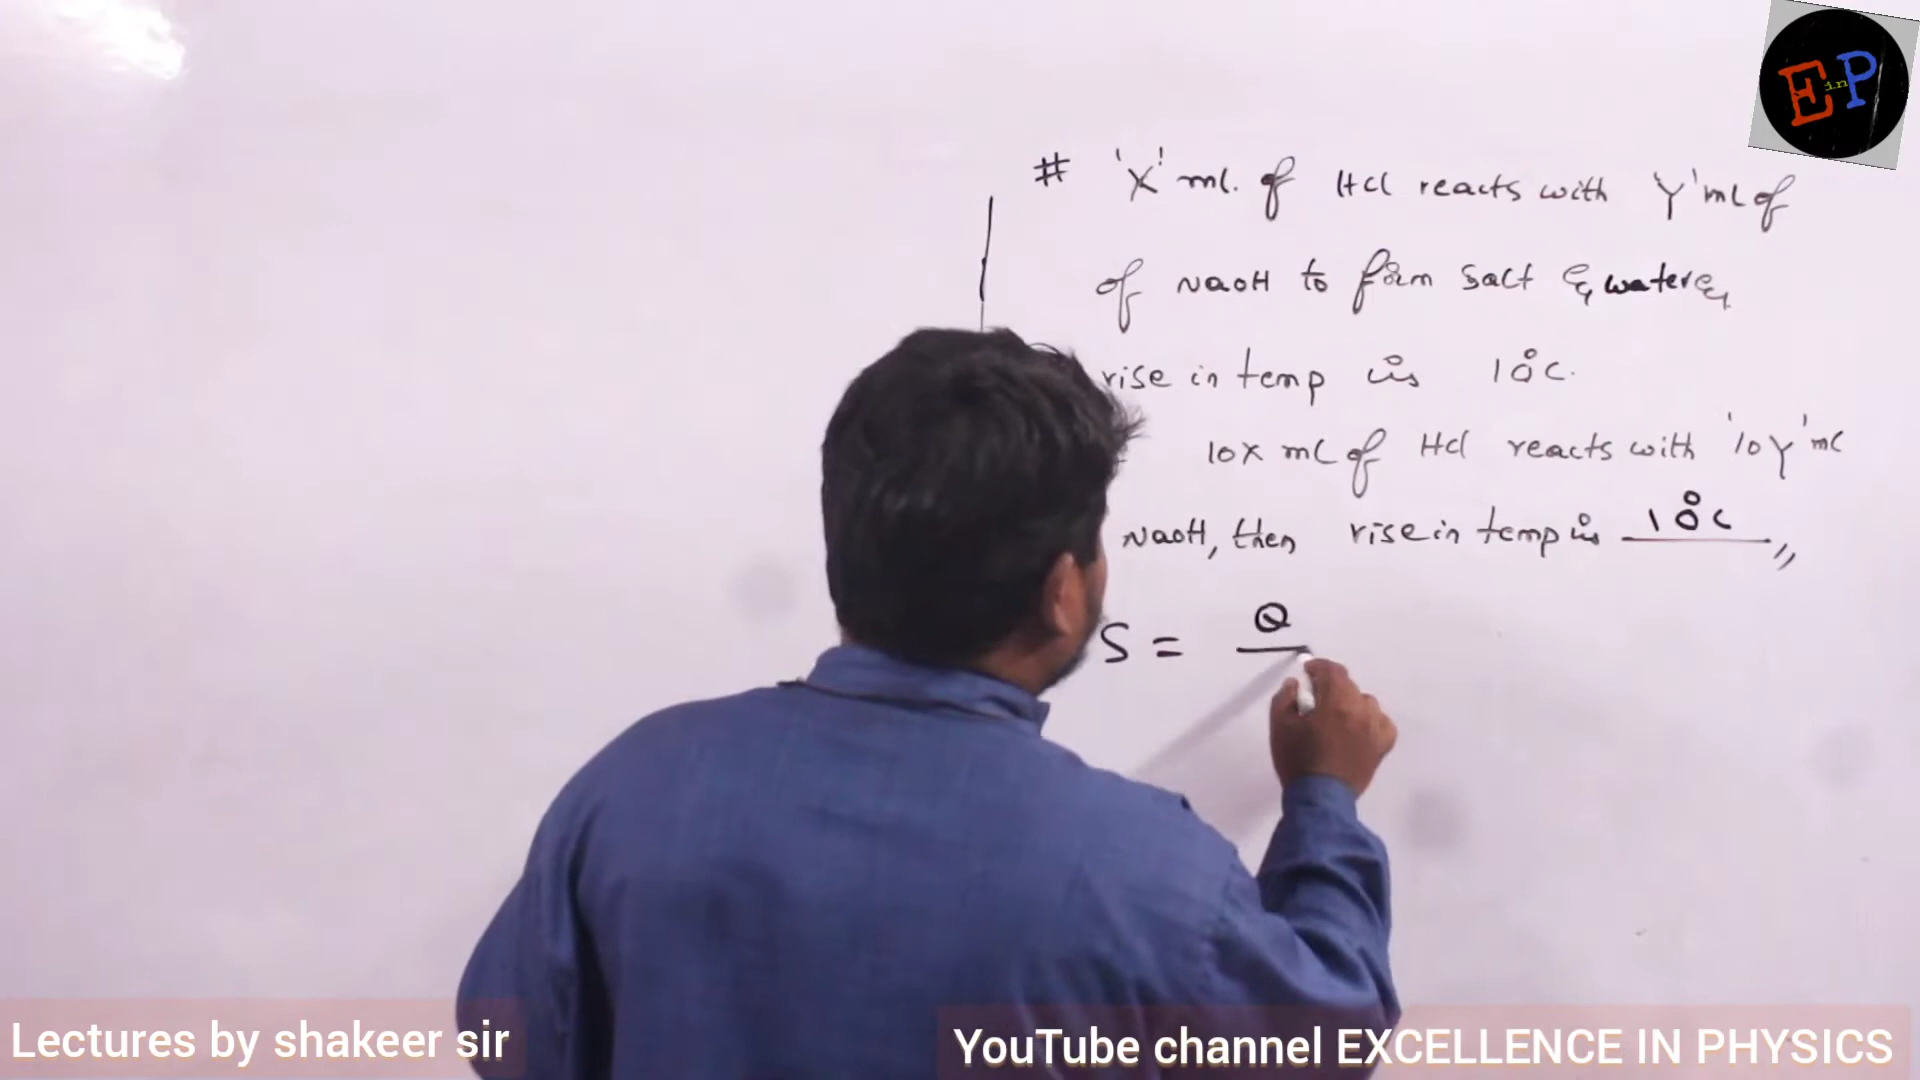 E in P
# 'X' ml. of HCl reacts with Y' ml of
of NaOH to form salt & water &
rise in temp is 10°C.
10X ml of HCl reacts with '10Y' ml
NaOH, then rise in temp is 10°C
S = Q
Lectures by shakeer sir
YouTube channel EXCELLENCE IN PHYSICS